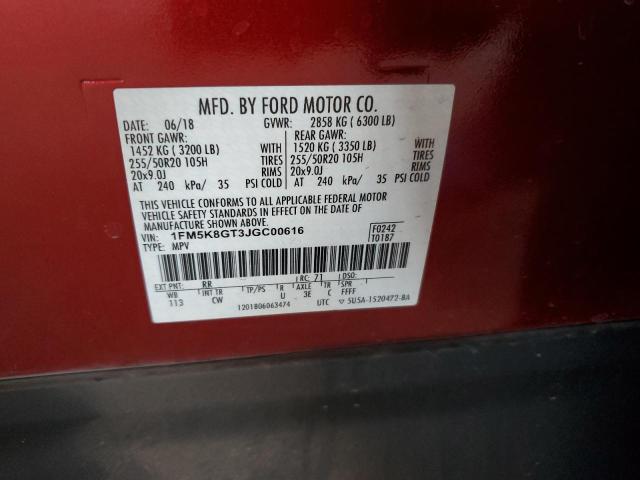 MFD. BY FORD MOTOR CO.
DATE: 06/18 GVWR: 2858 KG ( 6300 LB)
FRONT GAWR: REAR GAWR:
1452 KG ( 3200 LB) WITH 1520 KG ( 3350 LB) WITH
255/50R20 105H TIRES 255/50R20 105H TIRES
20x9.0J RIMS 20x9.0J RIMS
AT 240 kPa/ 35 PSI COLD AT 240 kPa/ 35 PSI COLD
THIS VEHICLE CONFORMS TO ALL APPLICABLE FEDERAL MOTOR
VEHICLE SAFETY STANDARDS IN EFFECT ON THE DATE OF
MANUFACTURE SHOWN ABOVE.
VIN: 1FM5K8GT3JGC00616 F0242
TYPE: MPV T0187
EXT PNT: RR RC: 71 DSO:
WB INT TR TP/PS R AXLE TR SPR
113 CW U 3E C FFFF
1201806063474 UTC ▽ 5U5A-1520472-BA